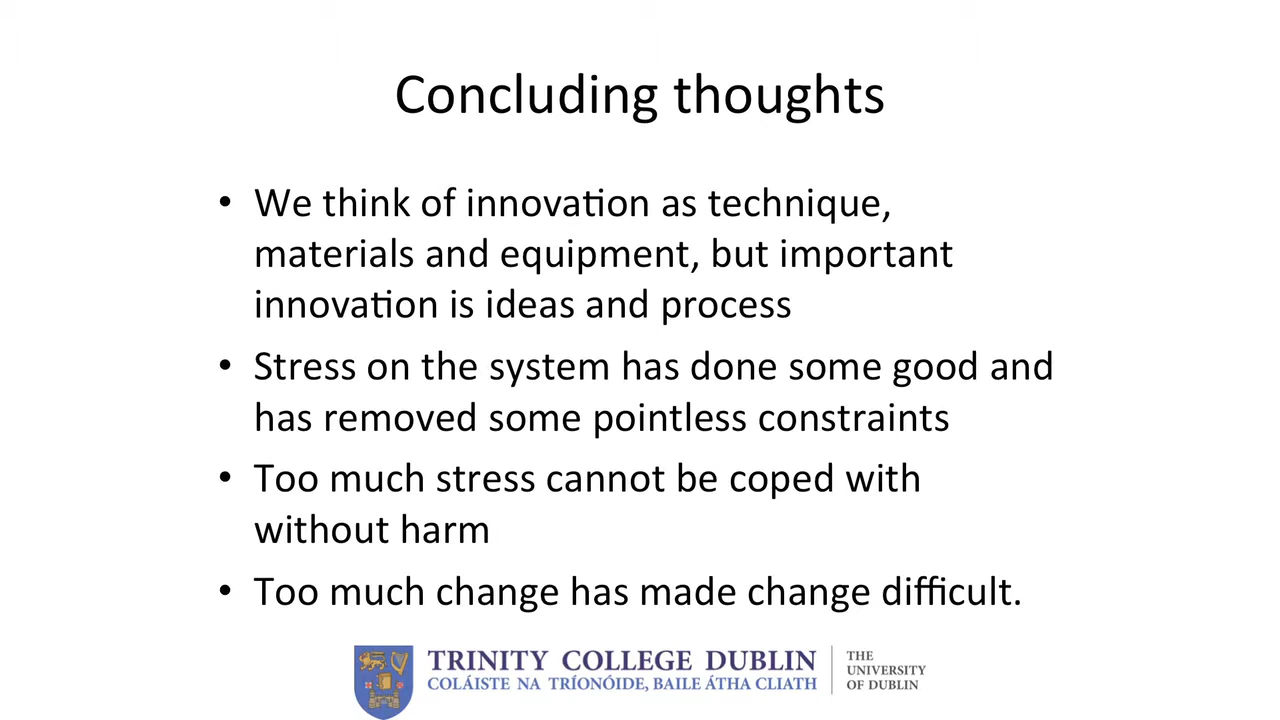 Concluding thoughts
• We think of innovation as technique,
materials and equipment, but important
innovation is ideas and process
• Stress on the system has done some good and
has removed some pointless constraints
• Too much stress cannot be coped with
without harm
• Too much change has made change difficult.
TRINITY COLLEGE DUBLIN
COLÁISTE NA TRÍONÓIDE, BAILE ÁTHA CLIATH
THE
UNIVERSITY
OF DUBLIN